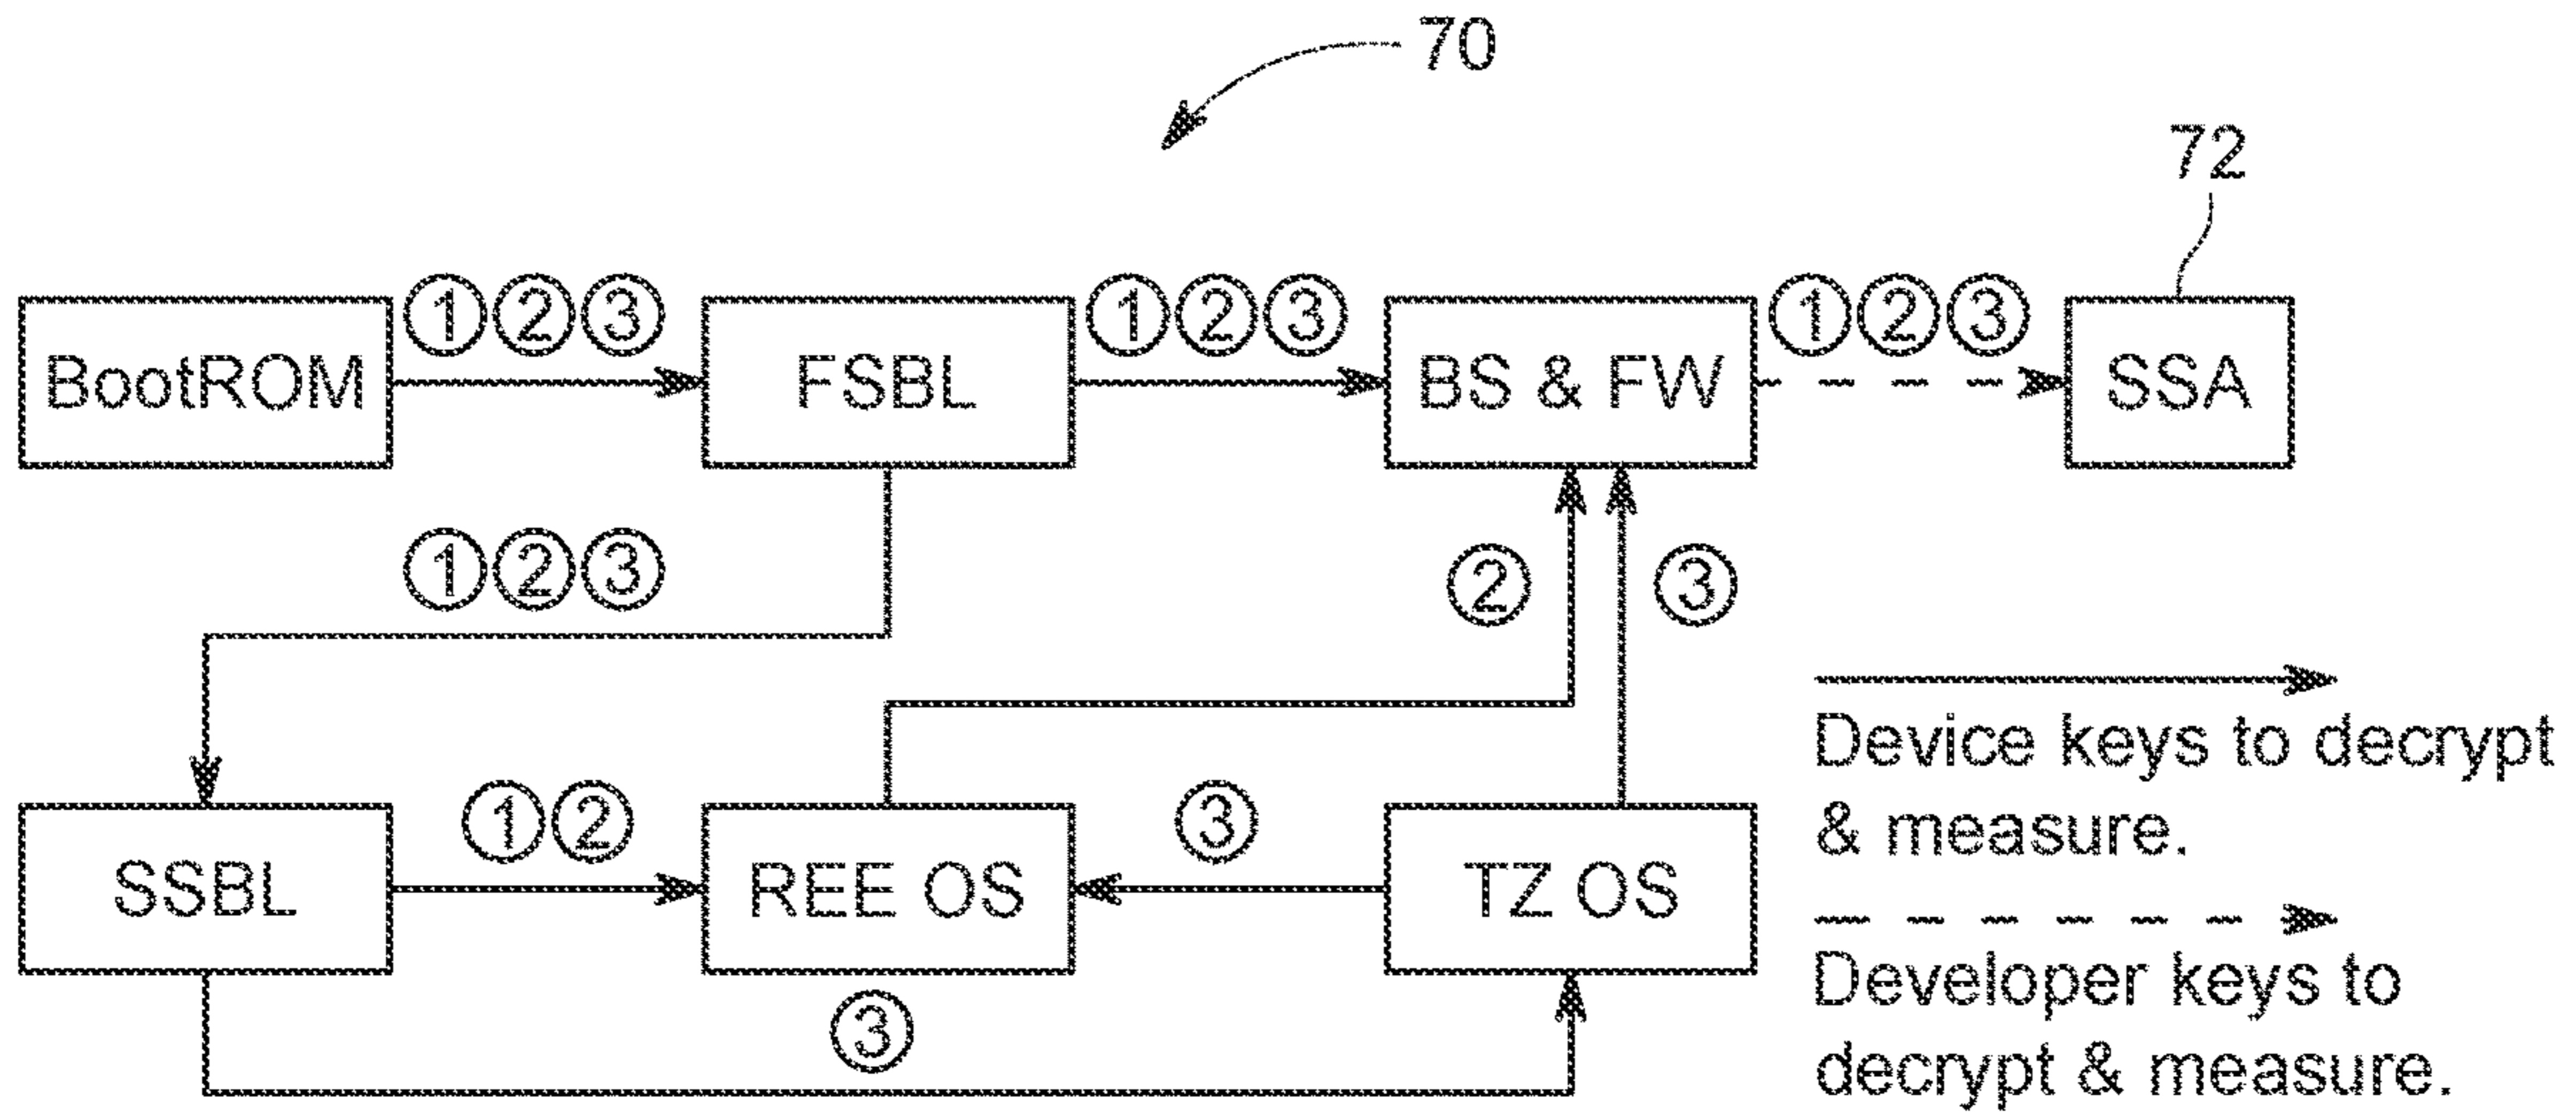 70
72
①②③ ①②③ ①②③
BootROM FSBL BS & FW SSA
①②③ ② ③
①② ③
SSBL REE OS TZ OS
③
Device keys to decrypt
& measure.
Developer keys to
decrypt & measure.